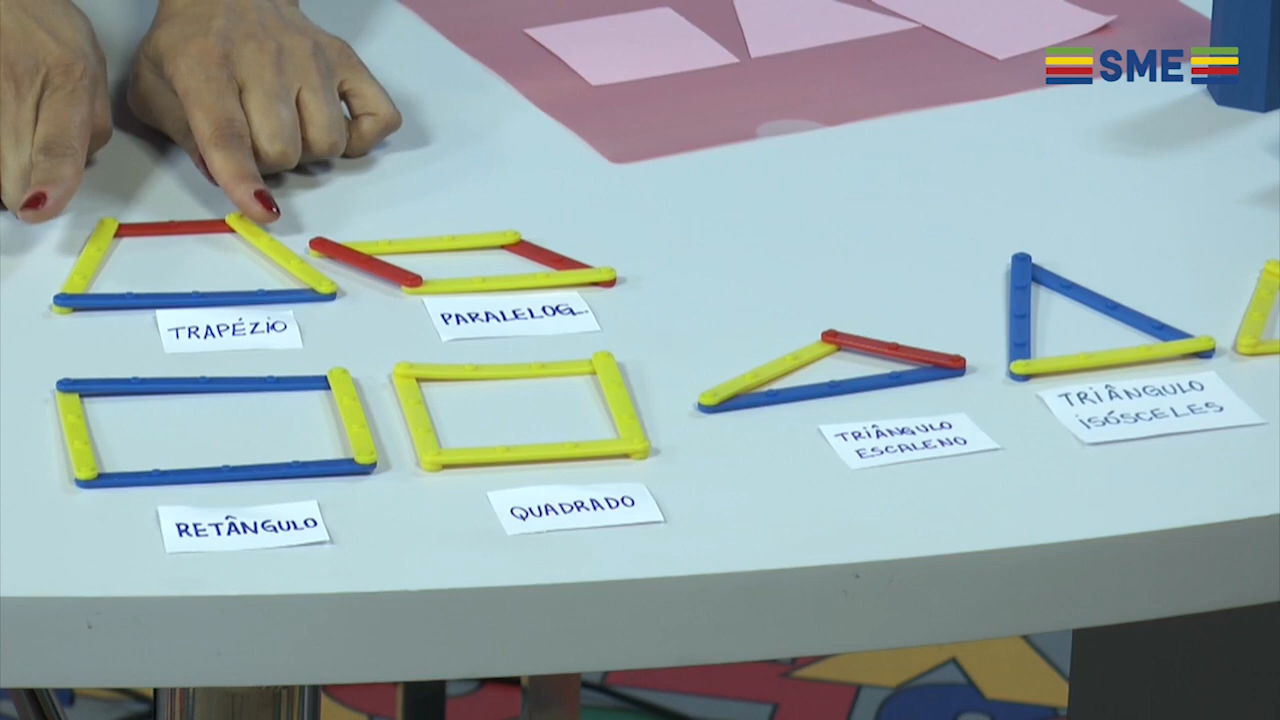 SME
TRAPÉZIO
PARALELOG.
TRIÂNGULO
ISÓSCELES
TRIÂNGULO
ESCALENO
RETÂNGULO
QUADRADO